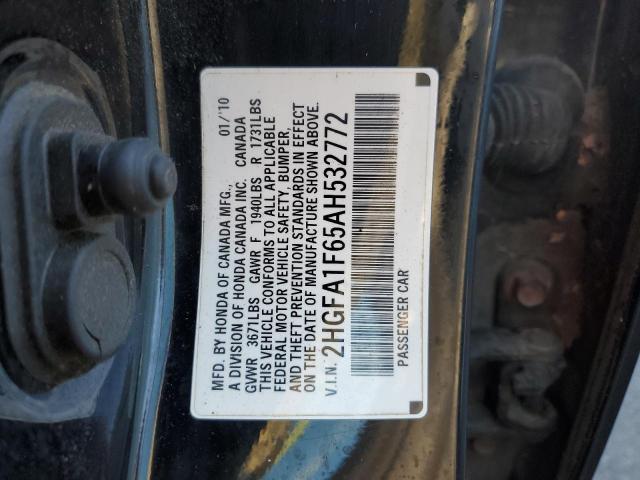 MFD. BY HONDA OF CANADA MFG., 01/'10
A DIVISION OF HONDA CANADA INC. CANADA
GVWR 3671LBS GAWR F 1940LBS R 1731LBS
THIS VEHICLE CONFORMS TO ALL APPLICABLE
FEDERAL MOTOR VEHICLE SAFETY, BUMPER,
AND THEFT PREVENTION STANDARDS IN EFFECT
ON THE DATE OF MANUFACTURE SHOWN ABOVE.
V.I.N. 2HGFA1F65AH532772
PASSENGER CAR